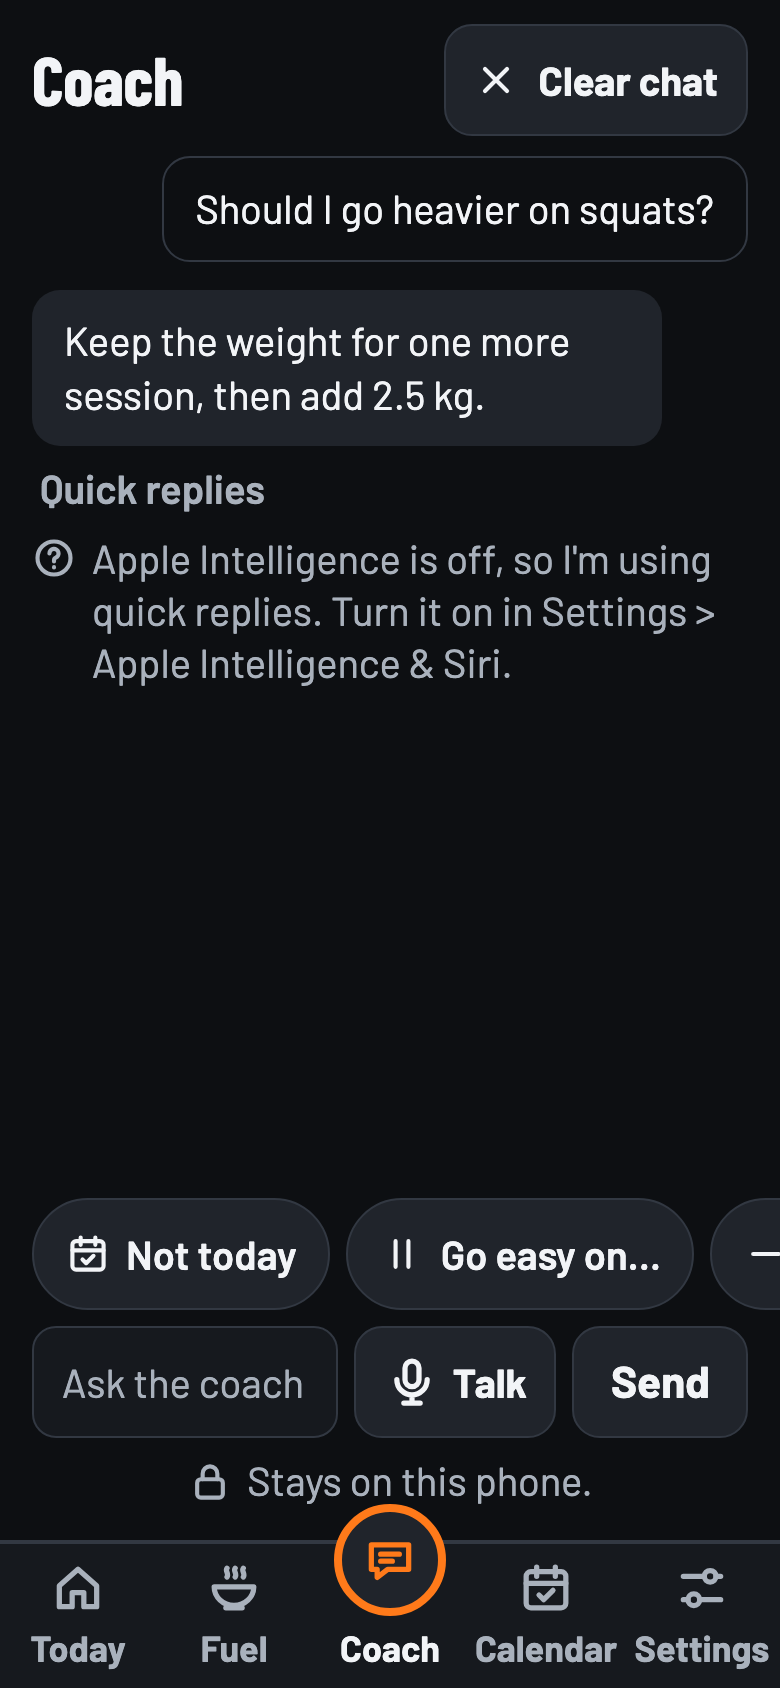 Coach
Clear chat
Should I go heavier on squats?
Keep the weight for one more
session, then add 2.5 kg.
Quick replies
Apple Intelligence is off, so I'm using
quick replies. Turn it on in Settings >
Apple Intelligence & Siri.
Not today
Go easy on...
Ask the coach
Talk
Send
Stays on this phone.
Today
Fuel
Coach
Calendar
Settings